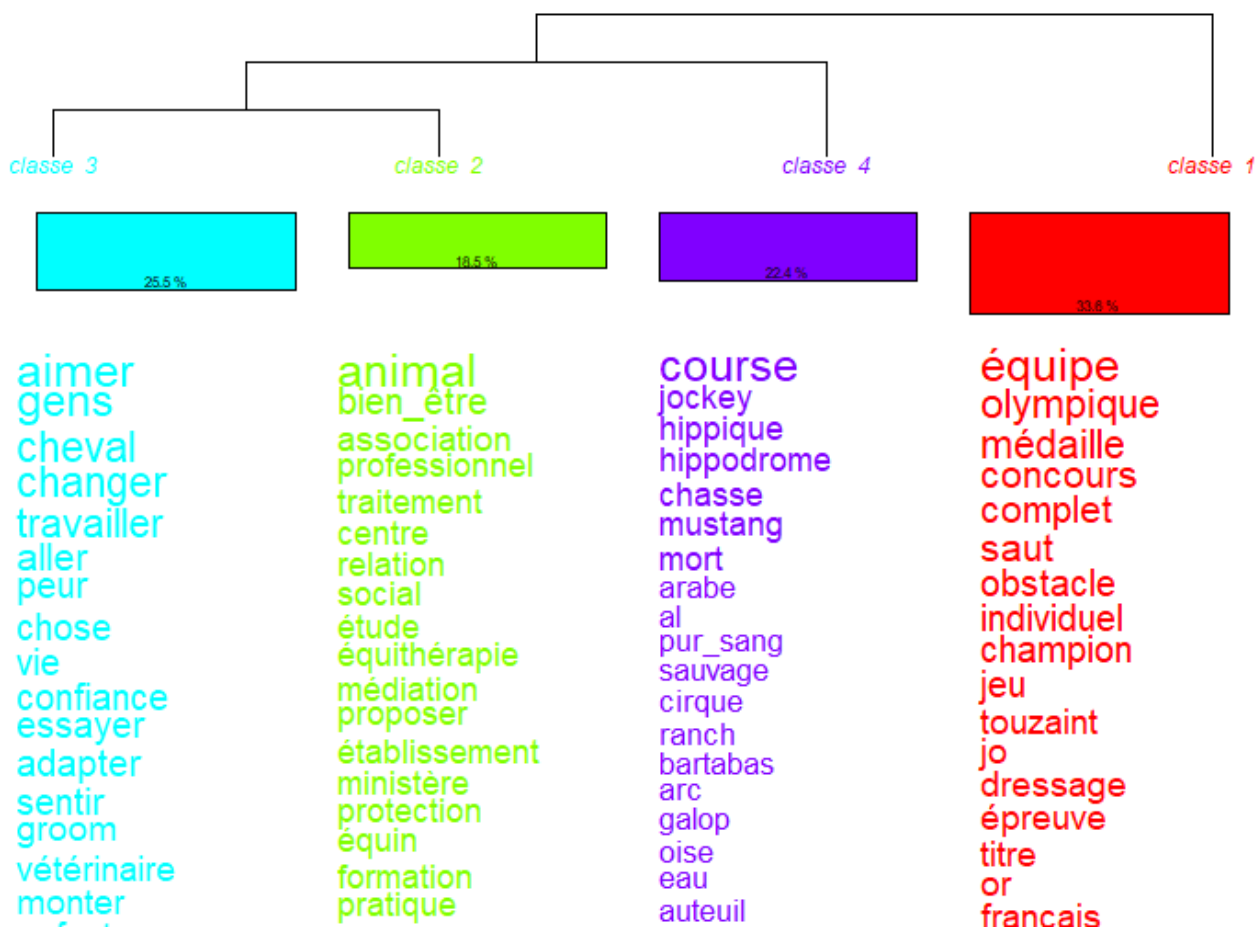 classe 3
classe 2
classe 4
classe 1
25.5 %
18.5 %
22.4 %
33.6 %
aimer
gens
cheval
changer
travailler
aller
peur
chose
vie
confiance
essayer
adapter
sentir
groom
vétérinaire
monter
animal
bien_être
association
professionnel
traitement
centre
relation
social
étude
équithérapie
médiation
proposer
établissement
ministère
protection
équin
formation
pratique
course
jockey
hippique
hippodrome
chasse
mustang
mort
arabe
al
pur_sang
sauvage
cirque
ranch
bartabas
arc
galop
oise
eau
auteuil
équipe
olympique
médaille
concours
complet
saut
obstacle
individuel
champion
jeu
touzaint
jo
dressage
épreuve
titre
or
français